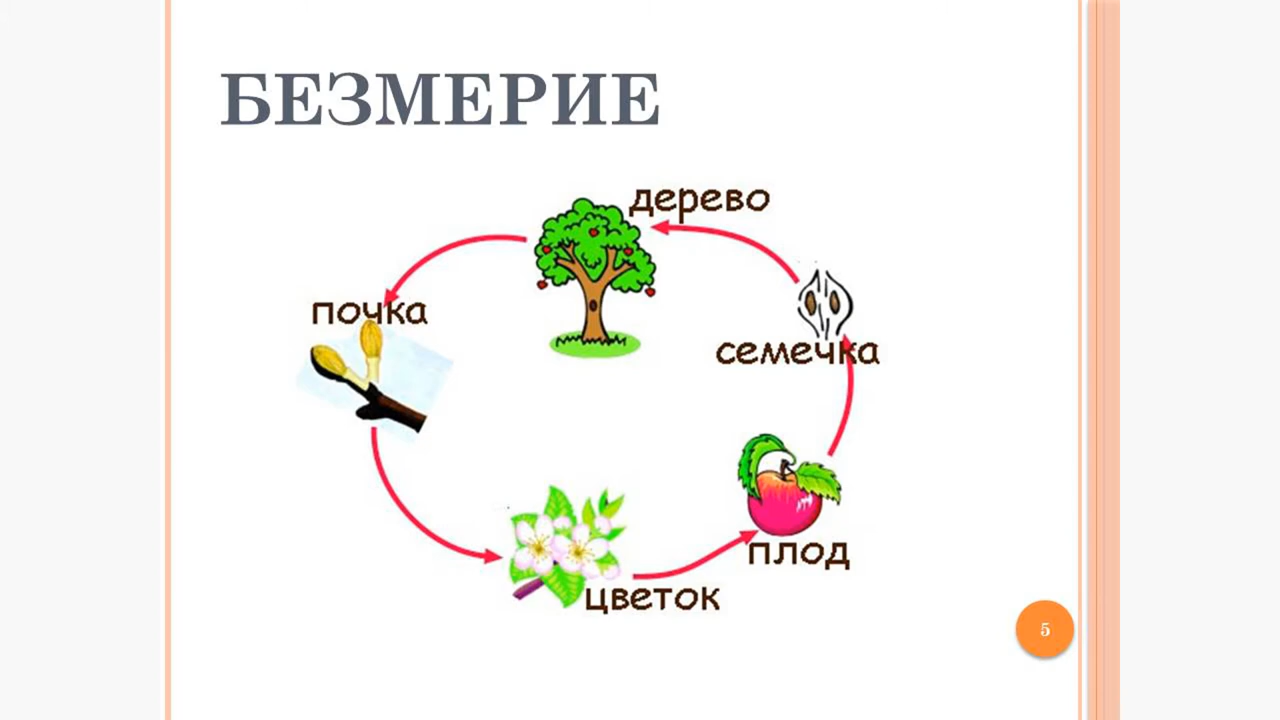 БЕЗМЕРИЕ
дерево
почка
семечка
плод
цветок
5